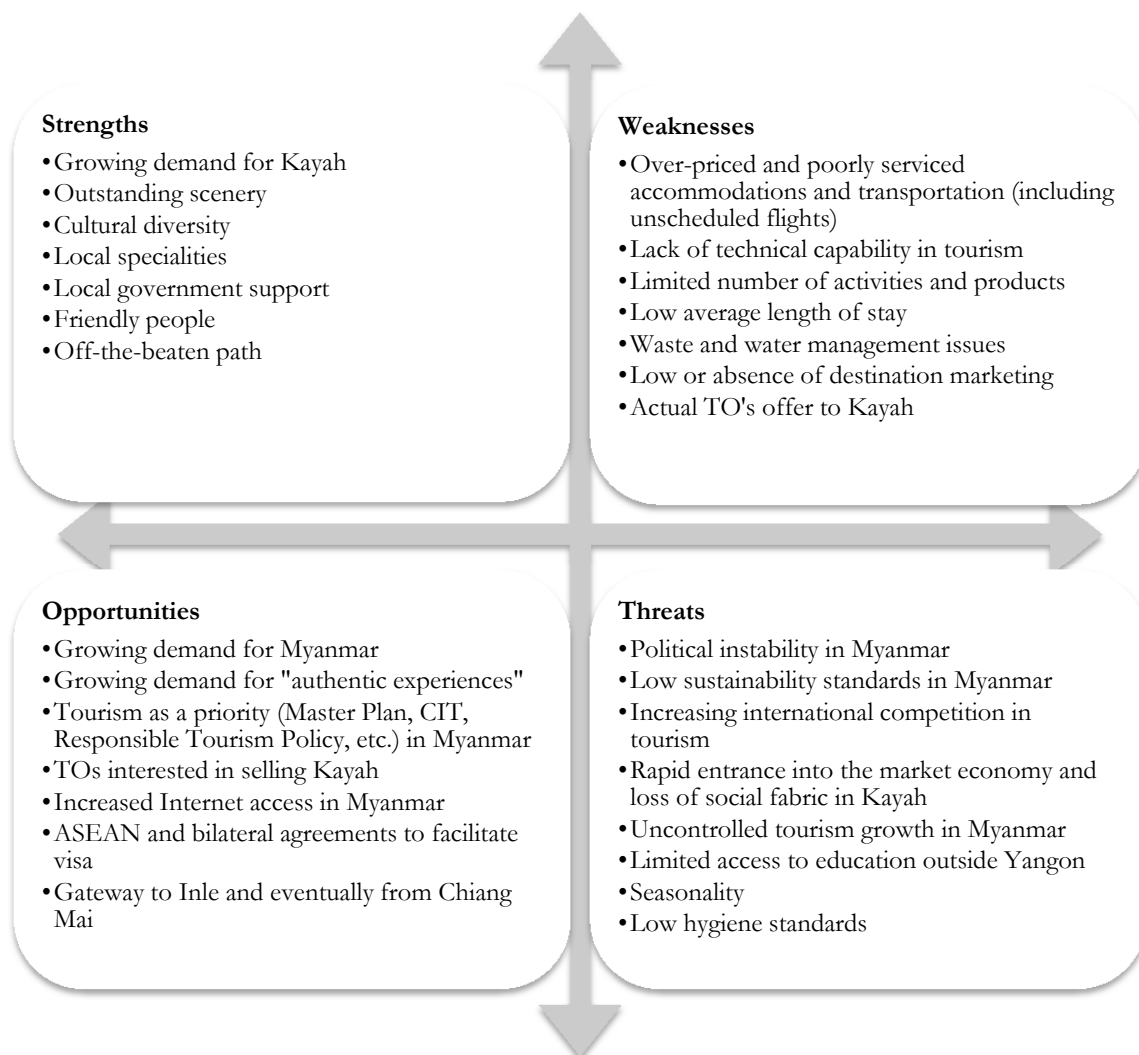 Strengths
•Growing demand for Kayah
•Outstanding scenery
•Cultural diversity
•Local specialities
•Local government support
•Friendly people
•Off-the-beaten path
Weaknesses
•Over-priced and poorly serviced
accommodations and transportation (including
unscheduled flights)
•Lack of technical capability in tourism
•Limited number of activities and products
•Low average length of stay
•Waste and water management issues
•Low or absence of destination marketing
•Actual TO's offer to Kayah
Opportunities
•Growing demand for Myanmar
•Growing demand for "authentic experiences"
•Tourism as a priority (Master Plan, CIT,
Responsible Tourism Policy, etc.) in Myanmar
•TOs interested in selling Kayah
•Increased Internet access in Myanmar
•ASEAN and bilateral agreements to facilitate
visa
•Gateway to Inle and eventually from Chiang
Mai
Threats
•Political instability in Myanmar
•Low sustainability standards in Myanmar
•Increasing international competition in
tourism
•Rapid entrance into the market economy and
loss of social fabric in Kayah
•Uncontrolled tourism growth in Myanmar
•Limited access to education outside Yangon
•Seasonality
•Low hygiene standards